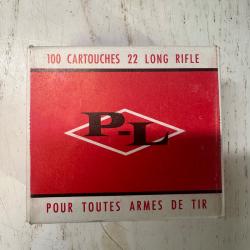 100 CARTOUCHES 22 LONG RIFLE
P-L
POUR TOUTES ARMES DE TIR